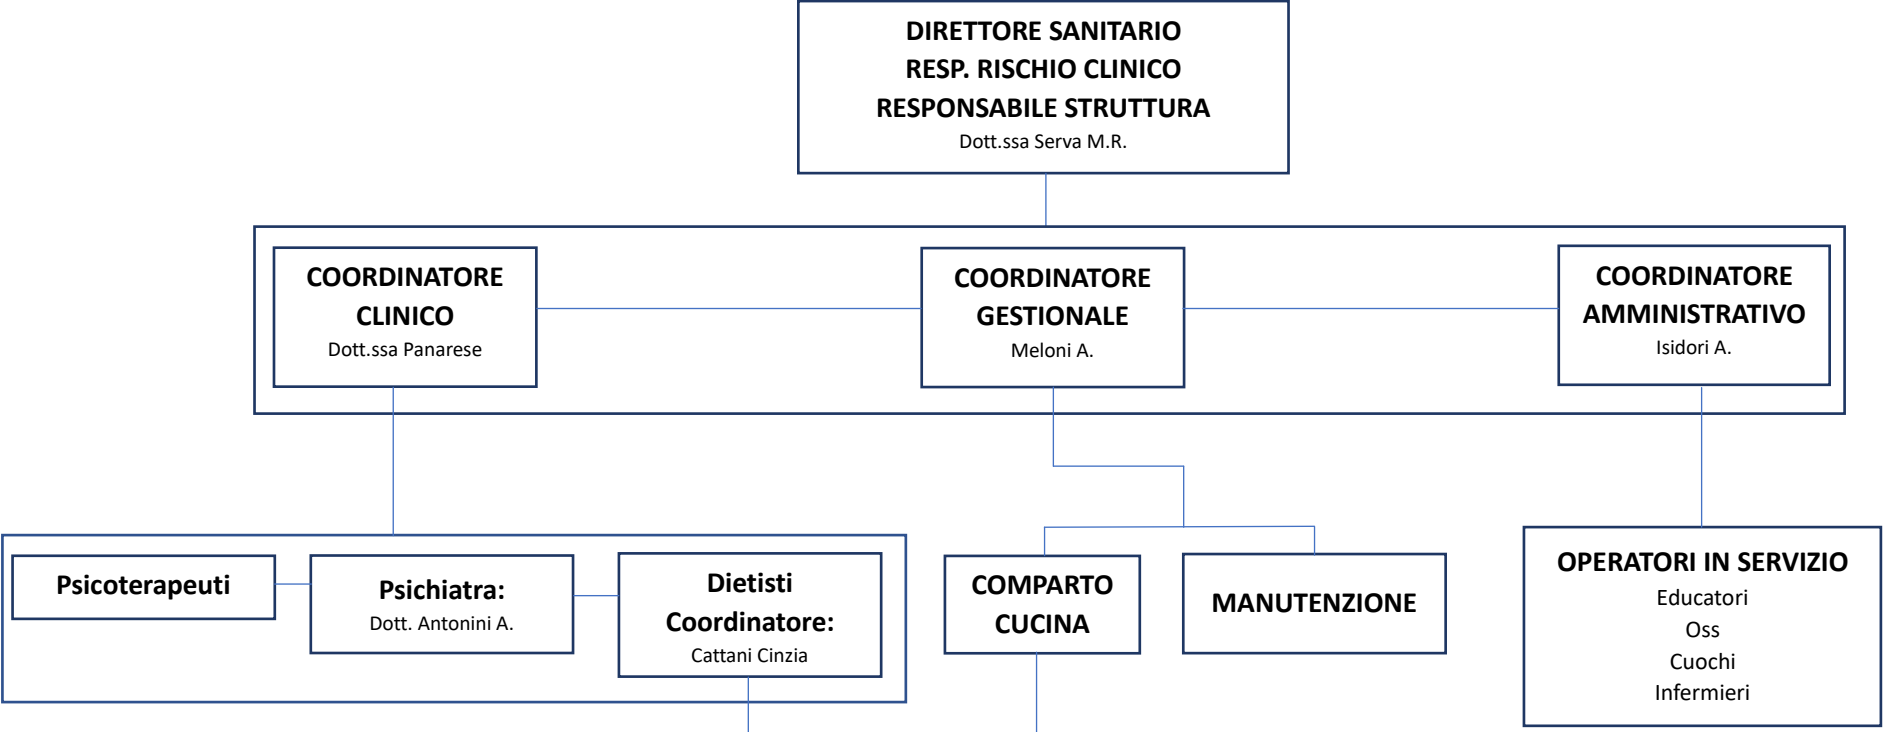 DIRETTORE SANITARIO
RESP. RISCHIO CLINICO
RESPONSABILE STRUTTURA
Dott.ssa Serva M.R.
COORDINATORE
CLINICO
Dott.ssa Panarese
COORDINATORE
GESTIONALE
Meloni A.
COORDINATORE
AMMINISTRATIVO
Isidori A.
Psicoterapeuti
Psichiatra:
Dott. Antonini A.
Dietisti
Coordinatore:
Cattani Cinzia
COMPARTO
CUCINA
MANUTENZIONE
OPERATORI IN SERVIZIO
Educatori
Oss
Cuochi
Infermieri